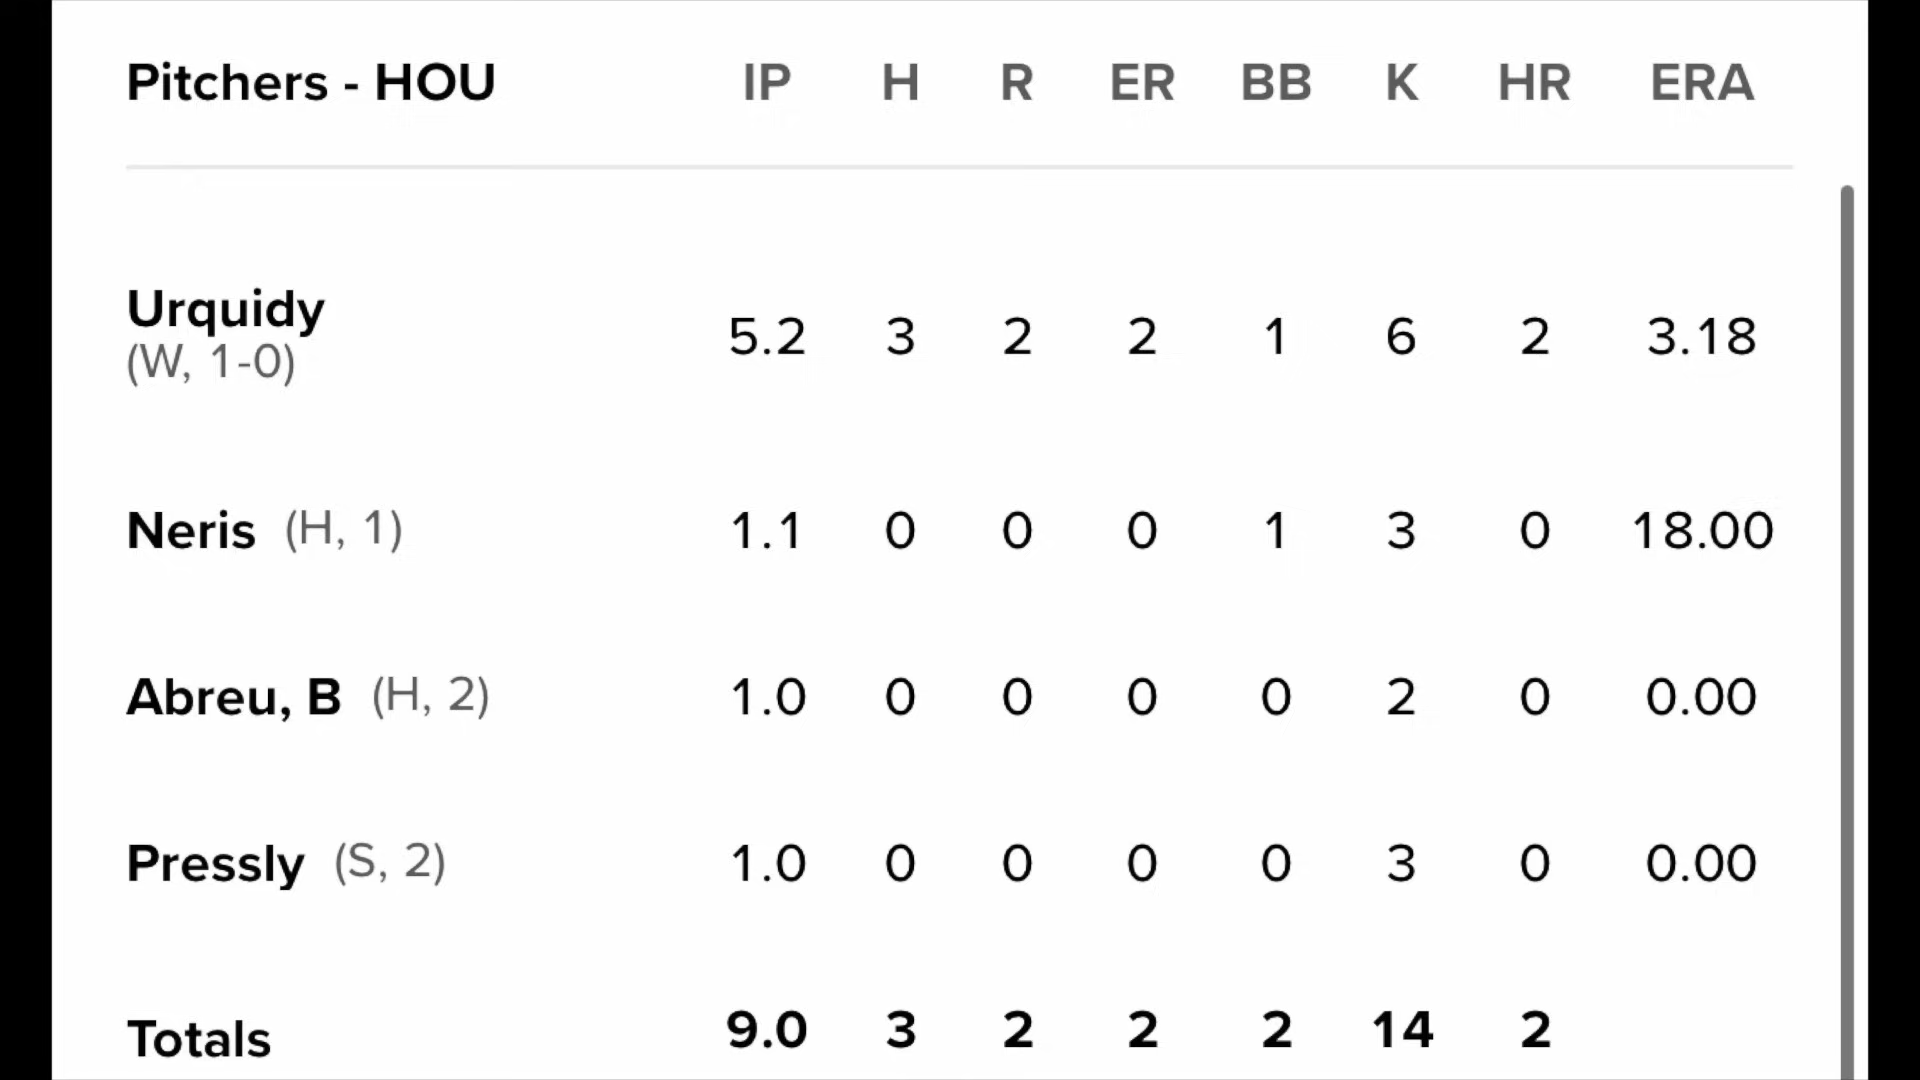 Pitchers - HOU IP H R ER BB K HR ERA
Urquidy
(W, 1-0) 5.2 3 2 2 1 6 2 3.18
Neris (H, 1) 1.1 0 0 0 1 3 0 18.00
Abreu, B (H, 2) 1.0 0 0 0 0 2 0 0.00
Pressly (S, 2) 1.0 0 0 0 0 3 0 0.00
Totals 9.0 3 2 2 2 14 2